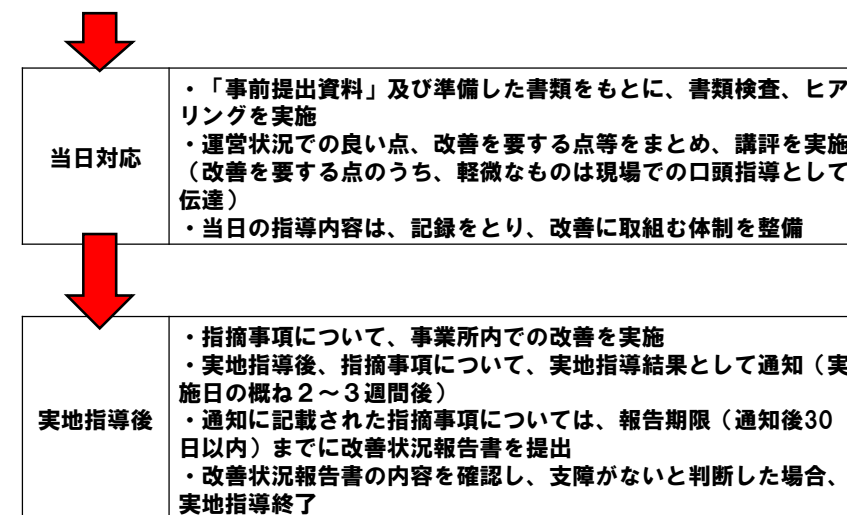 当日対応
・「事前提出資料」及び準備した書類をもとに、書類検査、ヒア
リングを実施
・運営状況での良い点、改善を要する点等をまとめ、講評を実施
（改善を要する点のうち、軽微なものは現場での口頭指導として
伝達）
・当日の指導内容は、記録をとり、改善に取組む体制を整備
実地指導後
・指摘事項について、事業所内での改善を実施
・実地指導後、指摘事項について、実地指導結果として通知（実
施日の概ね２～３週間後）
・通知に記載された指摘事項については、報告期限（通知後30
日以内）までに改善状況報告書を提出
・改善状況報告書の内容を確認し、支障がないと判断した場合、
実地指導終了